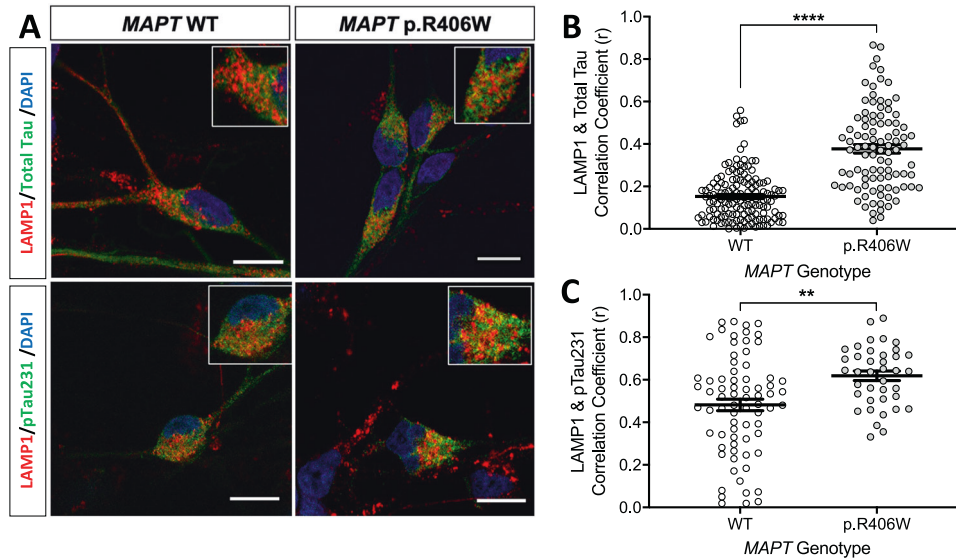 A
MAPT WT
MAPT p.R406W
LAMP1/Total Tau /DAPI
LAMP1/pTau231 /DAPI
B
LAMP1 & Total Tau
Correlation Coefficient (r)
1.0
0.8
0.6
0.4
0.2
0.0
****
WT
p.R406W
MAPT Genotype
C
LAMP1 & pTau231
Correlation Coefficient (r)
1.0
0.8
0.6
0.4
0.2
0.0
**
WT
p.R406W
MAPT Genotype